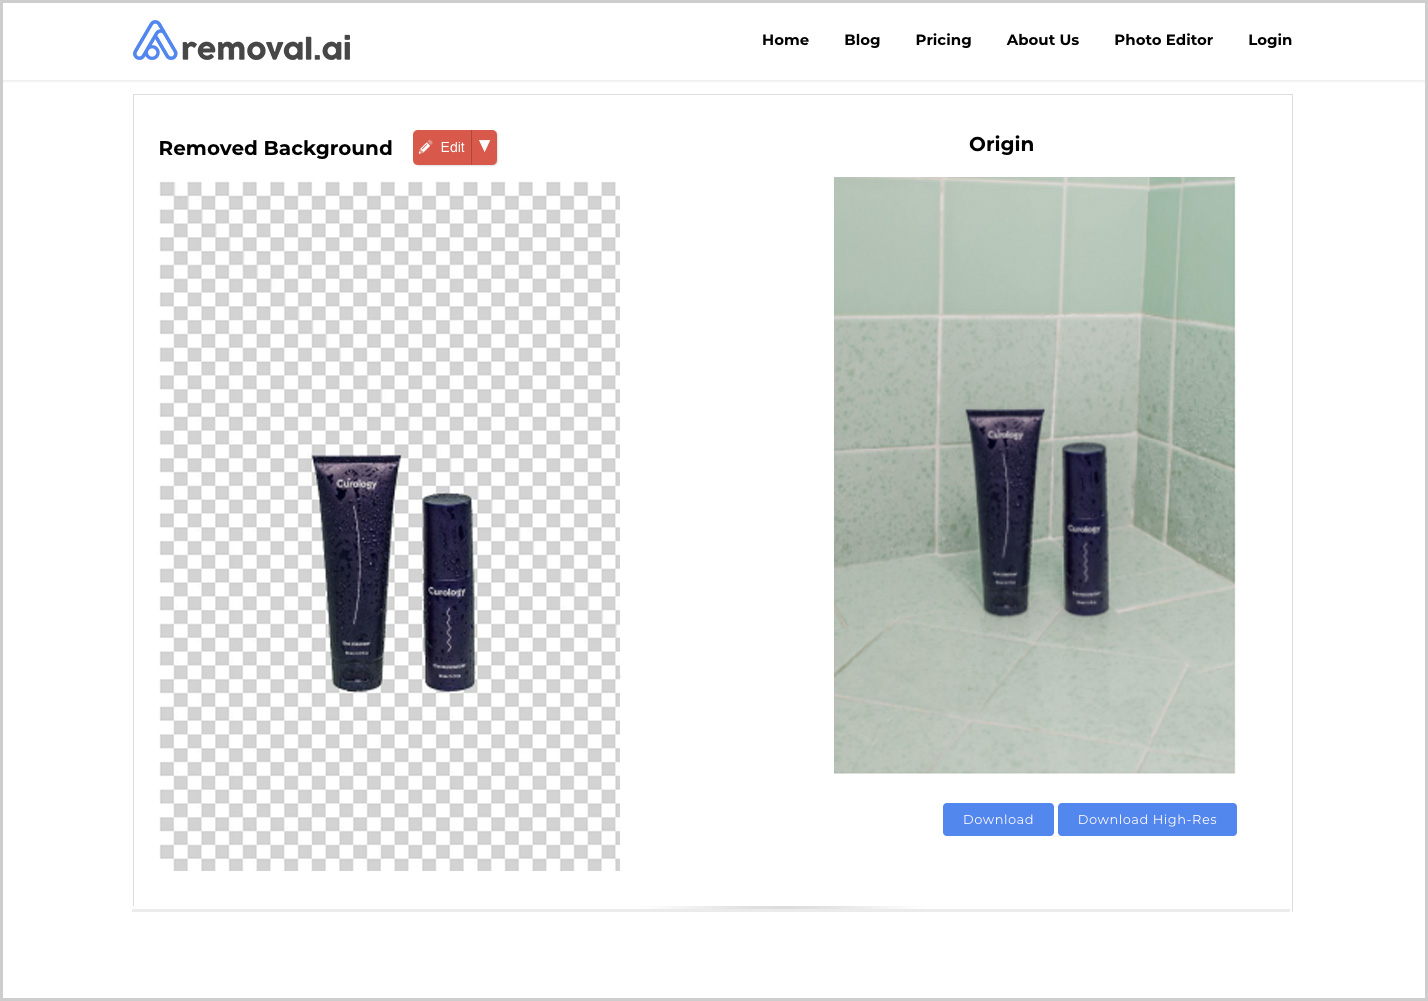 removal.ai
Home Blog Pricing About Us Photo Editor Login
Removed Background
Edit
Origin
Curology
Curology
Curology
Curology
Download Download High-Res